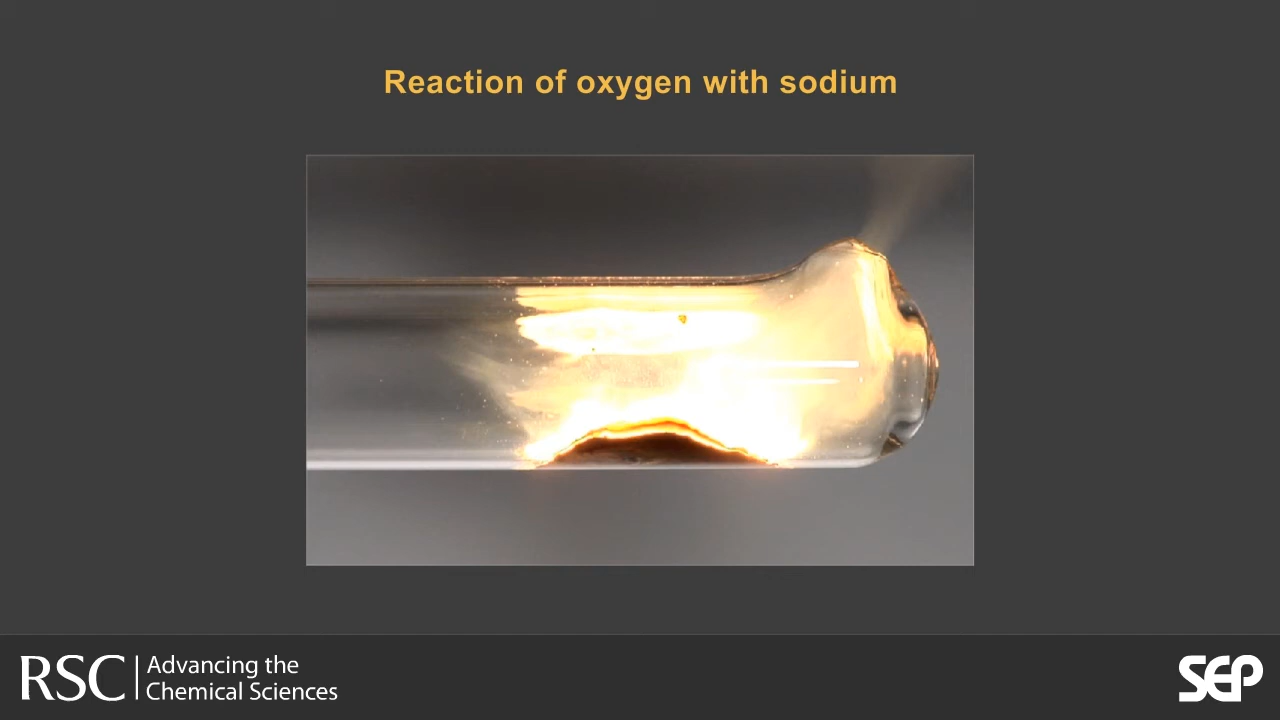 Reaction of oxygen with sodium
RSC
Advancing the
Chemical Sciences
SEP